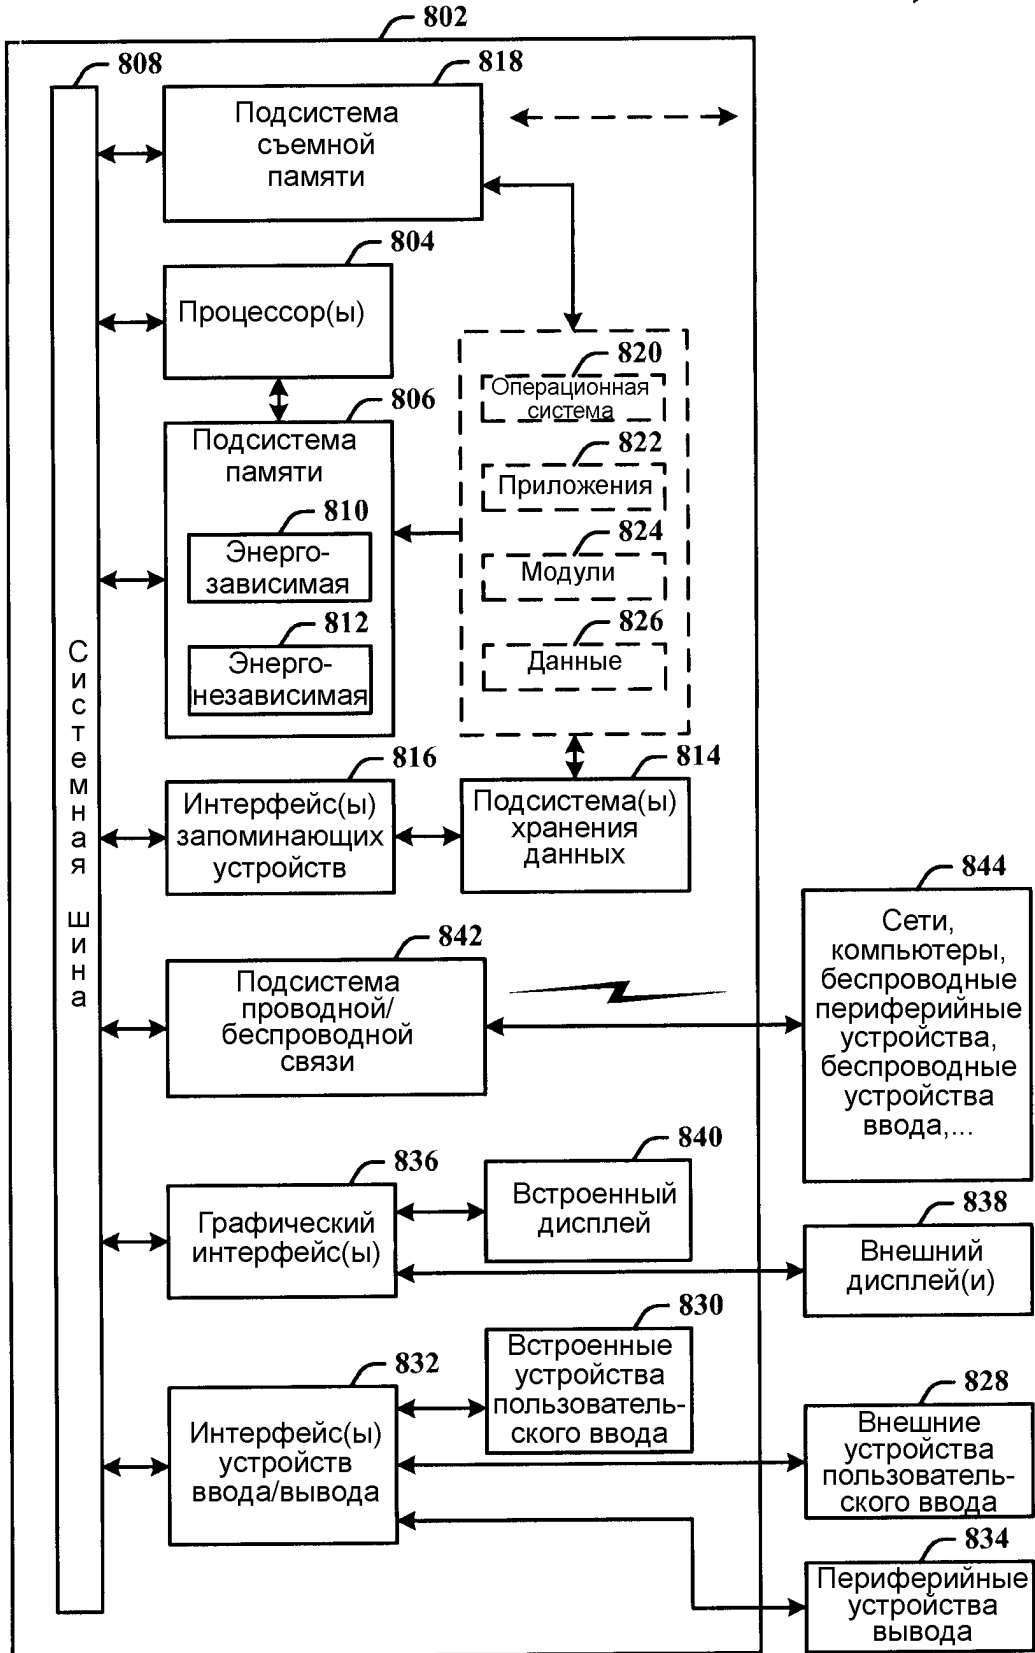 802
808
818
Подсистема
съемной
памяти
804
Процессор(ы)
820
Операционная
система
806
Подсистема
памяти
822
Приложения
810
Энерго-
зависимая
824
Модули
812
Энерго-
независимая
826
Данные
Системная шина
816
Интерфейс(ы)
запоминающих
устройств
814
Подсистема(ы)
хранения
данных
844
Сети,
компьютеры,
беспроводные
периферийные
устройства,
беспроводные
устройства
ввода,...
842
Подсистема
проводной/
беспроводной
связи
836
Графический
интерфейс(ы)
840
Встроенный
дисплей
838
Внешний
дисплей(и)
830
Встроенные
устройства
пользователь-
ского ввода
832
Интерфейс(ы)
устройств
ввода/вывода
828
Внешние
устройства
пользователь-
ского ввода
834
Периферийные
устройства
вывода